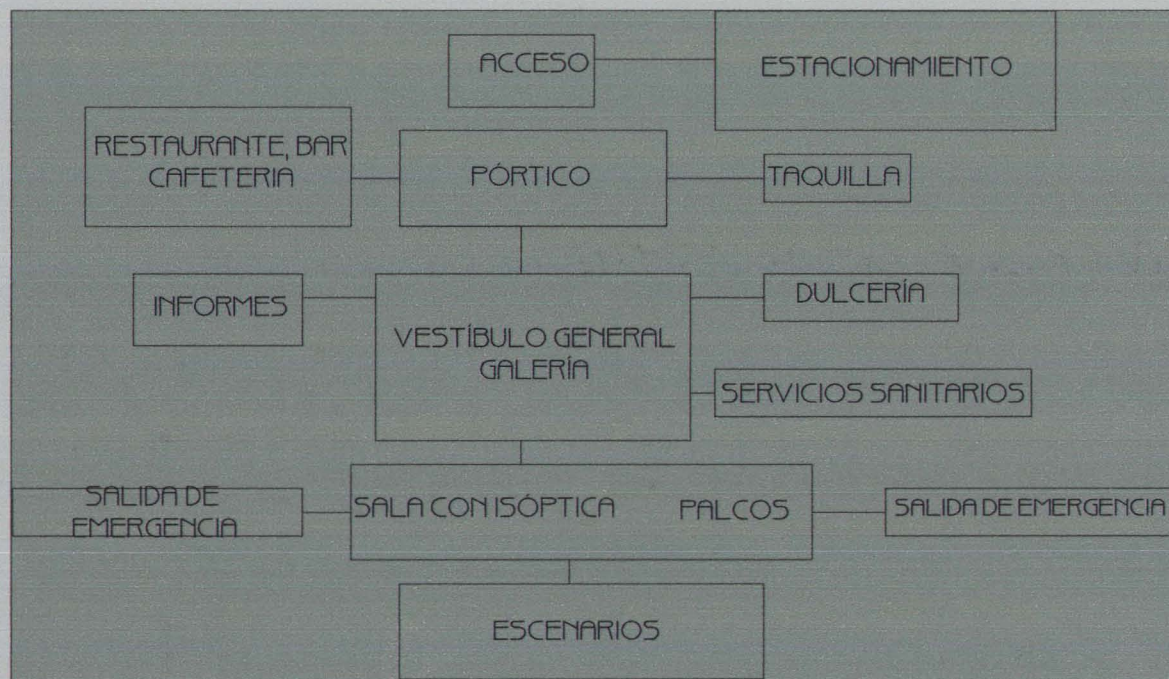 ACCESO
ESTACIONAMIENTO
RESTAURANTE, BAR
CAFETERIA
PÓRTICO
TAQUILLA
INFORMES
VESTÍBULO GENERAL
GALERÍA
DULCERÍA
SERVICIOS SANITARIOS
SALIDA DE
EMERGENCIA
SALA CON ISÓPTICA
PALCOS
SALIDA DE EMERGENCIA
ESCENARIOS